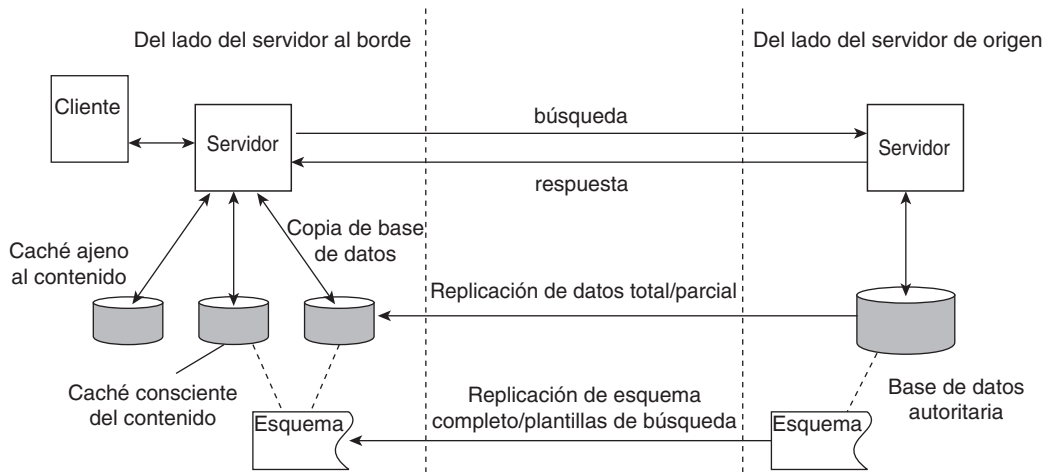 Del lado del servidor al borde
Del lado del servidor de origen
Cliente
Servidor
búsqueda
Servidor
respuesta
Copia de base
de datos
Caché ajeno
al contenido
Replicación de datos total/parcial
Caché consciente
del contenido
Esquema
Replicación de esquema
completo/plantillas de búsqueda
Esquema
Base de datos
autoritaria